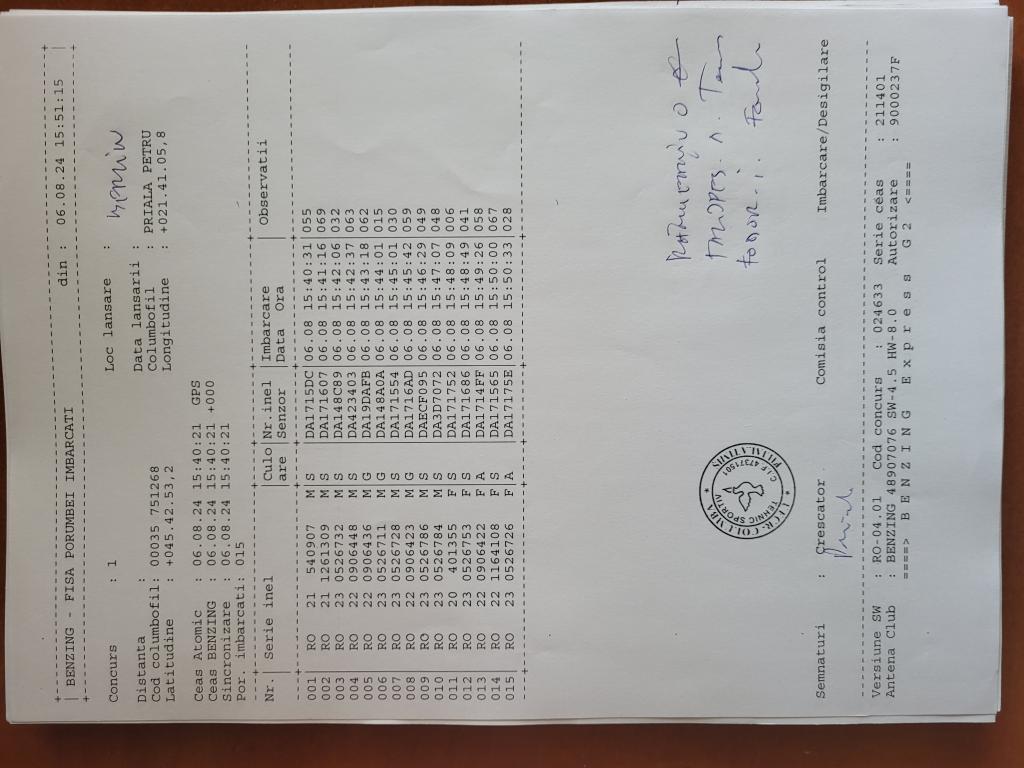 BENZING - FISA PORUMBEI IMBARCATI din : 06.08.24 15:51:15
Concurs : 1 Loc lansare :
Distanta : Data lansarii :
Cod columbofil: 00035 751268 Columbofil : PRIALA PETRU
Latitudine : +045.42.53,2 Longitudine : +021.41.05,8
Ceas Atomic : 06.08.24 15:40:21 GPS
Ceas BENZING : 06.08.24 15:40:21 +000
Sincronizare : 06.08.24 15:40:21
Por. imbarcati: 015
Nr. | Serie inel |Culo|Nr.inel |Imbarcare | Observatii
| |are |Senzor |Data Ora |
001 | RO 21 540907 M S |DA1715DC|06.08 15:40:31|055
002 | RO 21 1261309 M S |DA171607|06.08 15:41:16|069
003 | RO 23 0526732 M S |DA148C89|06.08 15:42:06|032
004 | RO 22 0906448 M S |DA423403|06.08 15:42:37|063
005 | RO 22 0906436 M G |DA19DAFB|06.08 15:43:18|062
006 | RO 23 0526711 M G |DA148A0A|06.08 15:44:01|015
007 | RO 23 0526728 M S |DA171554|06.08 15:45:01|030
008 | RO 22 0906423 M G |DA1716AD|06.08 15:45:42|059
009 | RO 23 0526786 M S |DAECF095|06.08 15:46:29|049
010 | RO 23 0526784 M S |DA3D7072|06.08 15:47:07|048
011 | RO 20 401355 F S |DA171752|06.08 15:48:09|006
012 | RO 23 0526753 F S |DA171686|06.08 15:48:49|041
013 | RO 22 0906422 F A |DA1714FF|06.08 15:49:26|058
014 | RO 22 1164108 F S |DA171565|06.08 15:50:00|067
015 | RO 23 0526726 F A |DA17175E|06.08 15:50:33|028
TEHNIC SPORTIV
C.I.F 47371501
Semnaturi : Crescator Comisia control Imbarcare/Desigilare
Versiune SW : RO-04.01 Cod concurs : 024633 Serie ceas : 211401
Antena Club : BENZING 48907076 SW-4.5 HW-8.0 Autorizare : 9000237F
====> B E N Z I N G E x p r e s s G 2 <====